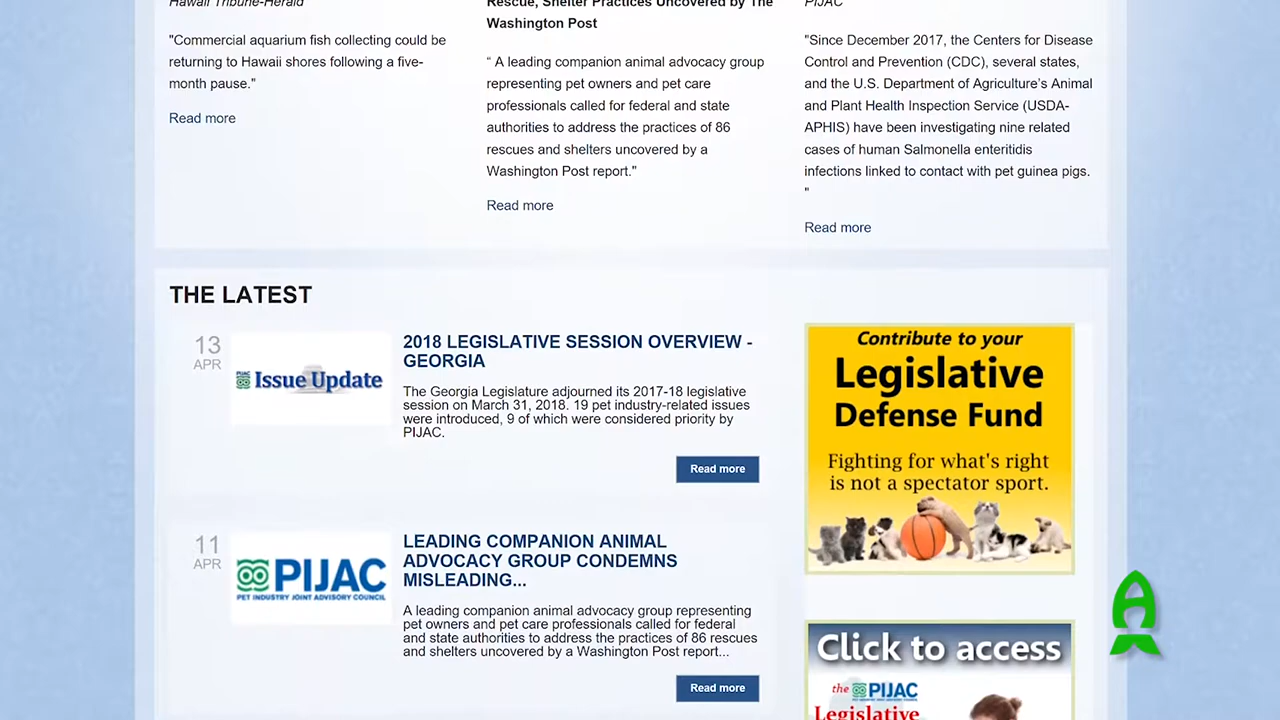 Hawaii Tribune-Herald
"Commercial aquarium fish collecting could be
returning to Hawaii shores following a five-
month pause."
Read more
Rescue, Shelter Practices Uncovered by The
Washington Post
“ A leading companion animal advocacy group
representing pet owners and pet care
professionals called for federal and state
authorities to address the practices of 86
rescues and shelters uncovered by a
Washington Post report."
Read more
PIJAC
"Since December 2017, the Centers for Disease
Control and Prevention (CDC), several states,
and the U.S. Department of Agriculture’s Animal
and Plant Health Inspection Service (USDA-
APHIS) have been investigating nine related
cases of human Salmonella enteritidis
infections linked to contact with pet guinea pigs.
"
Read more
THE LATEST
13
APR
PIJAC Issue Update
2018 LEGISLATIVE SESSION OVERVIEW -
GEORGIA
The Georgia Legislature adjourned its 2017-18 legislative
session on March 31, 2018. 19 pet industry-related issues
were introduced, 9 of which were considered priority by
PIJAC.
Read more
11
APR
PIJAC
PET INDUSTRY JOINT ADVISORY COUNCIL
LEADING COMPANION ANIMAL
ADVOCACY GROUP CONDEMNS
MISLEADING...
A leading companion animal advocacy group representing
pet owners and pet care professionals called for federal
and state authorities to address the practices of 86 rescues
and shelters uncovered by a Washington Post report...
Read more
Contribute to your
Legislative
Defense Fund
Fighting for what's right
is not a spectator sport.
Click to access
the PIJAC
Legislative